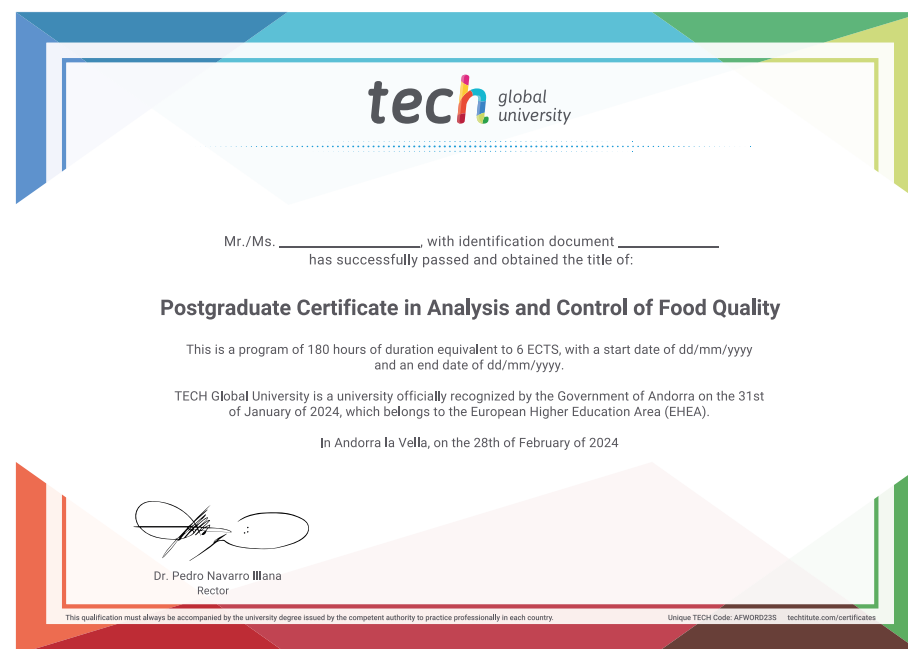 tech global
university
Mr./Ms. ____________________, with identification document ______________
has successfully passed and obtained the title of:
Postgraduate Certificate in Analysis and Control of Food Quality
This is a program of 180 hours of duration equivalent to 6 ECTS, with a start date of dd/mm/yyyy
and an end date of dd/mm/yyyy.
TECH Global University is a university officially recognized by the Government of Andorra on the 31st
of January of 2024, which belongs to the European Higher Education Area (EHEA).
In Andorra la Vella, on the 28th of February of 2024
Dr. Pedro Navarro Illana
Rector
This qualification must always be accompanied by the university degree issued by the competent authority to practice professionally in each country. Unique TECH Code: AFWORD23S techtitute.com/certificates